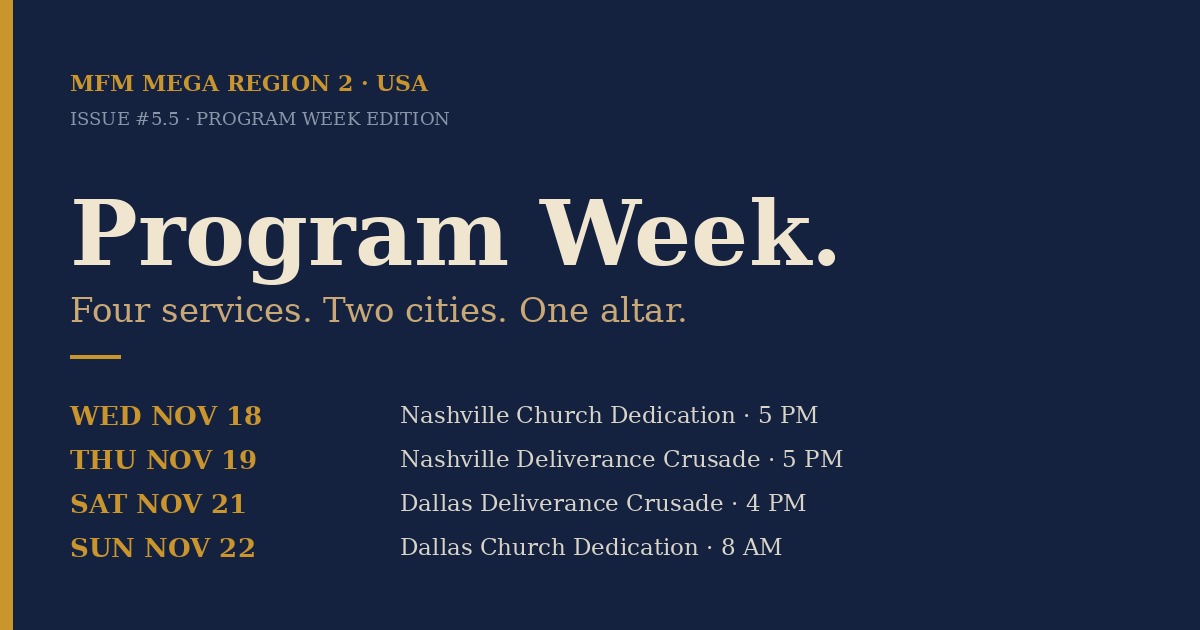 MFM MEGA REGION 2 · USA
ISSUE #5.5 · PROGRAM WEEK EDITION
Program Week.
Four services. Two cities. One altar.
WED NOV 18 Nashville Church Dedication · 5 PM
THU NOV 19 Nashville Deliverance Crusade · 5 PM
SAT NOV 21 Dallas Deliverance Crusade · 4 PM
SUN NOV 22 Dallas Church Dedication · 8 AM